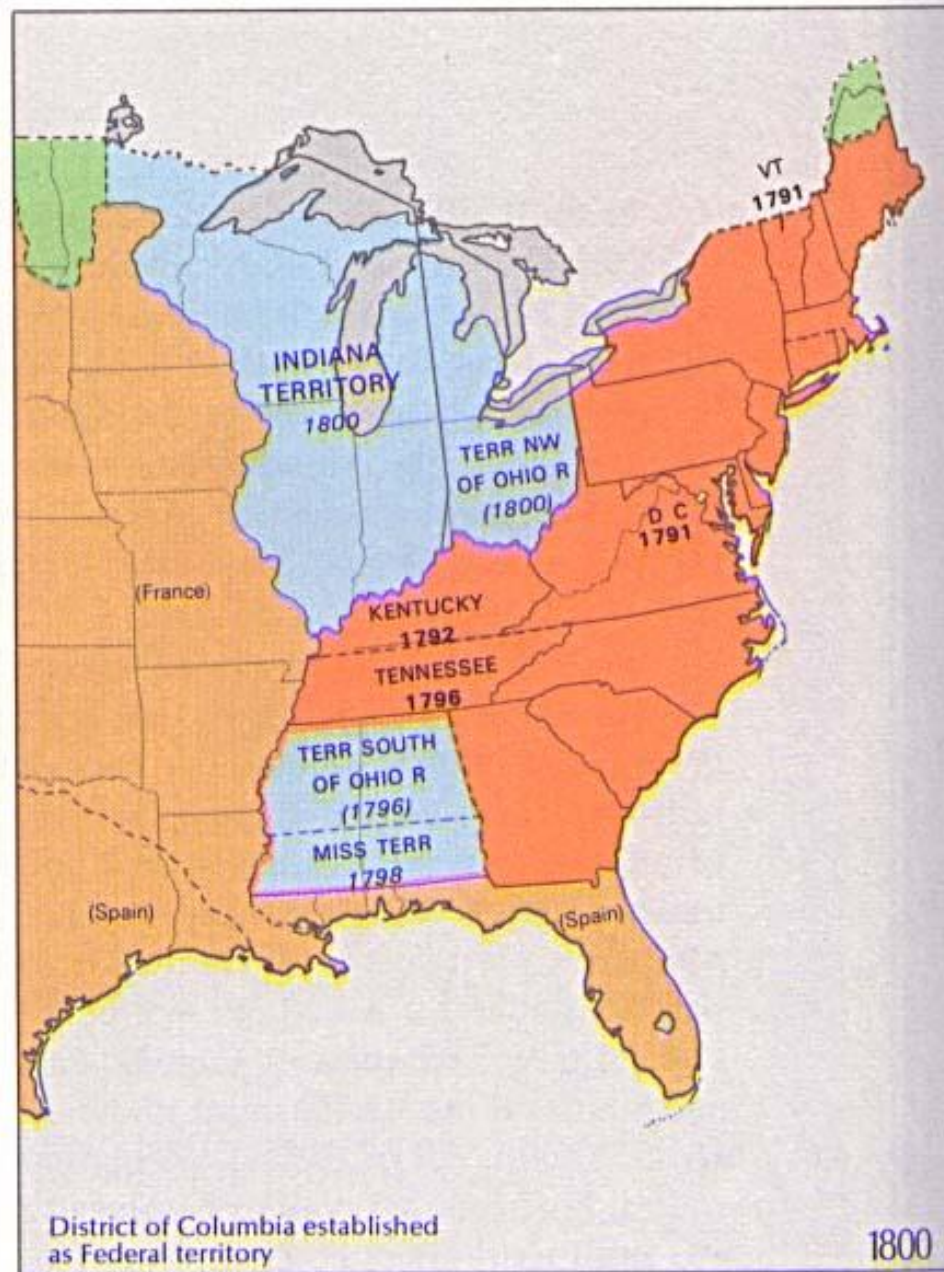 VT
1791
INDIANA
TERRITORY
1800
TERR NW
OF OHIO R
(1800)
D C
1791
(France)
KENTUCKY
1792
TENNESSEE
1796
TERR SOUTH
OF OHIO R
(1796)
MISS TERR
1798
(Spain)
(Spain)
District of Columbia established
as Federal territory
1800